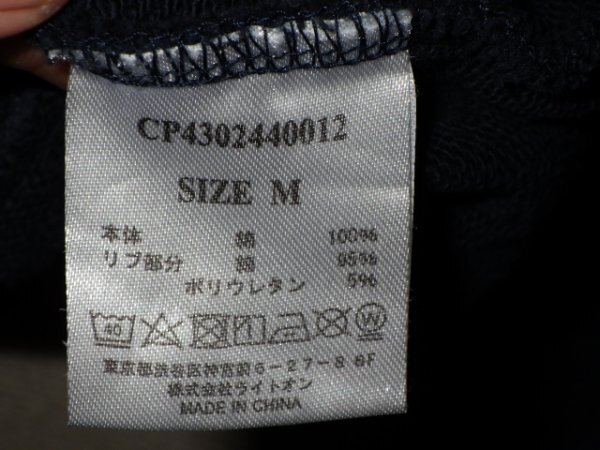 CP4302440012
SIZE M
本体 綿 100%
リブ部分 綿 95%
ポリウレタン 5%
40 W
東京都渋谷区神宮前6-27-8 6F
株式会社ライトオン
MADE IN CHINA